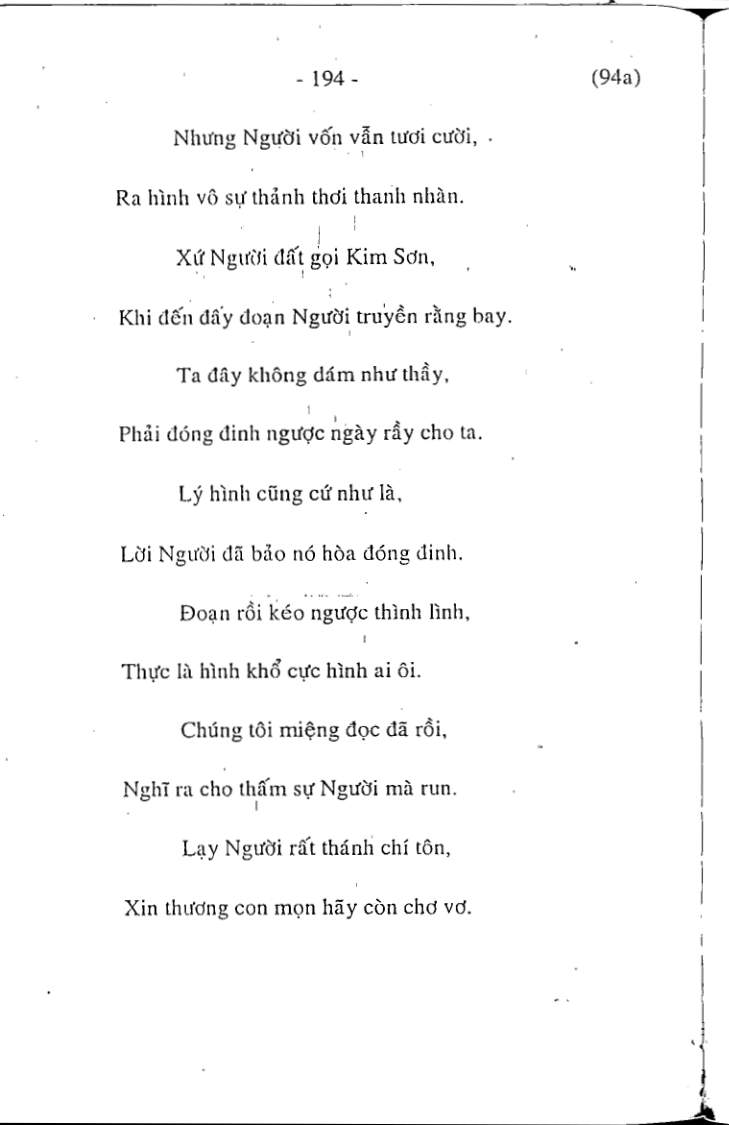 - 194 - (94a)
Nhưng Người vốn vẫn tươi cười,
Ra hình vô sự thảnh thơi thanh nhàn.
Xứ Người đất gọi Kim Sơn,
Khi đến đấy đoạn Người truyền rằng bay.
Ta đây không dám như thầy,
Phải đóng đinh ngược ngày rầy cho ta.
Lý hình cũng cứ như là,
Lời Người đã bảo nó hòa đóng đinh.
Đoạn rồi kéo ngược thình lình,
Thực là hình khổ cực hình ai ôi.
Chúng tôi miệng đọc đã rồi,
Nghĩ ra cho thấm sự Người mà run.
Lạy Người rất thánh chí tôn,
Xin thương con mọn hãy còn chơ vơ.